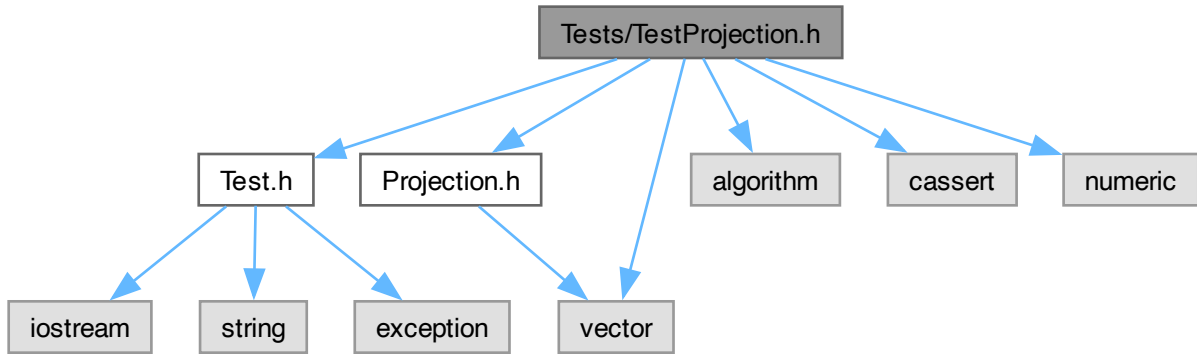 Tests/TestProjection.h
Test.h
Projection.h
algorithm
cassert
numeric
iostream
string
exception
vector